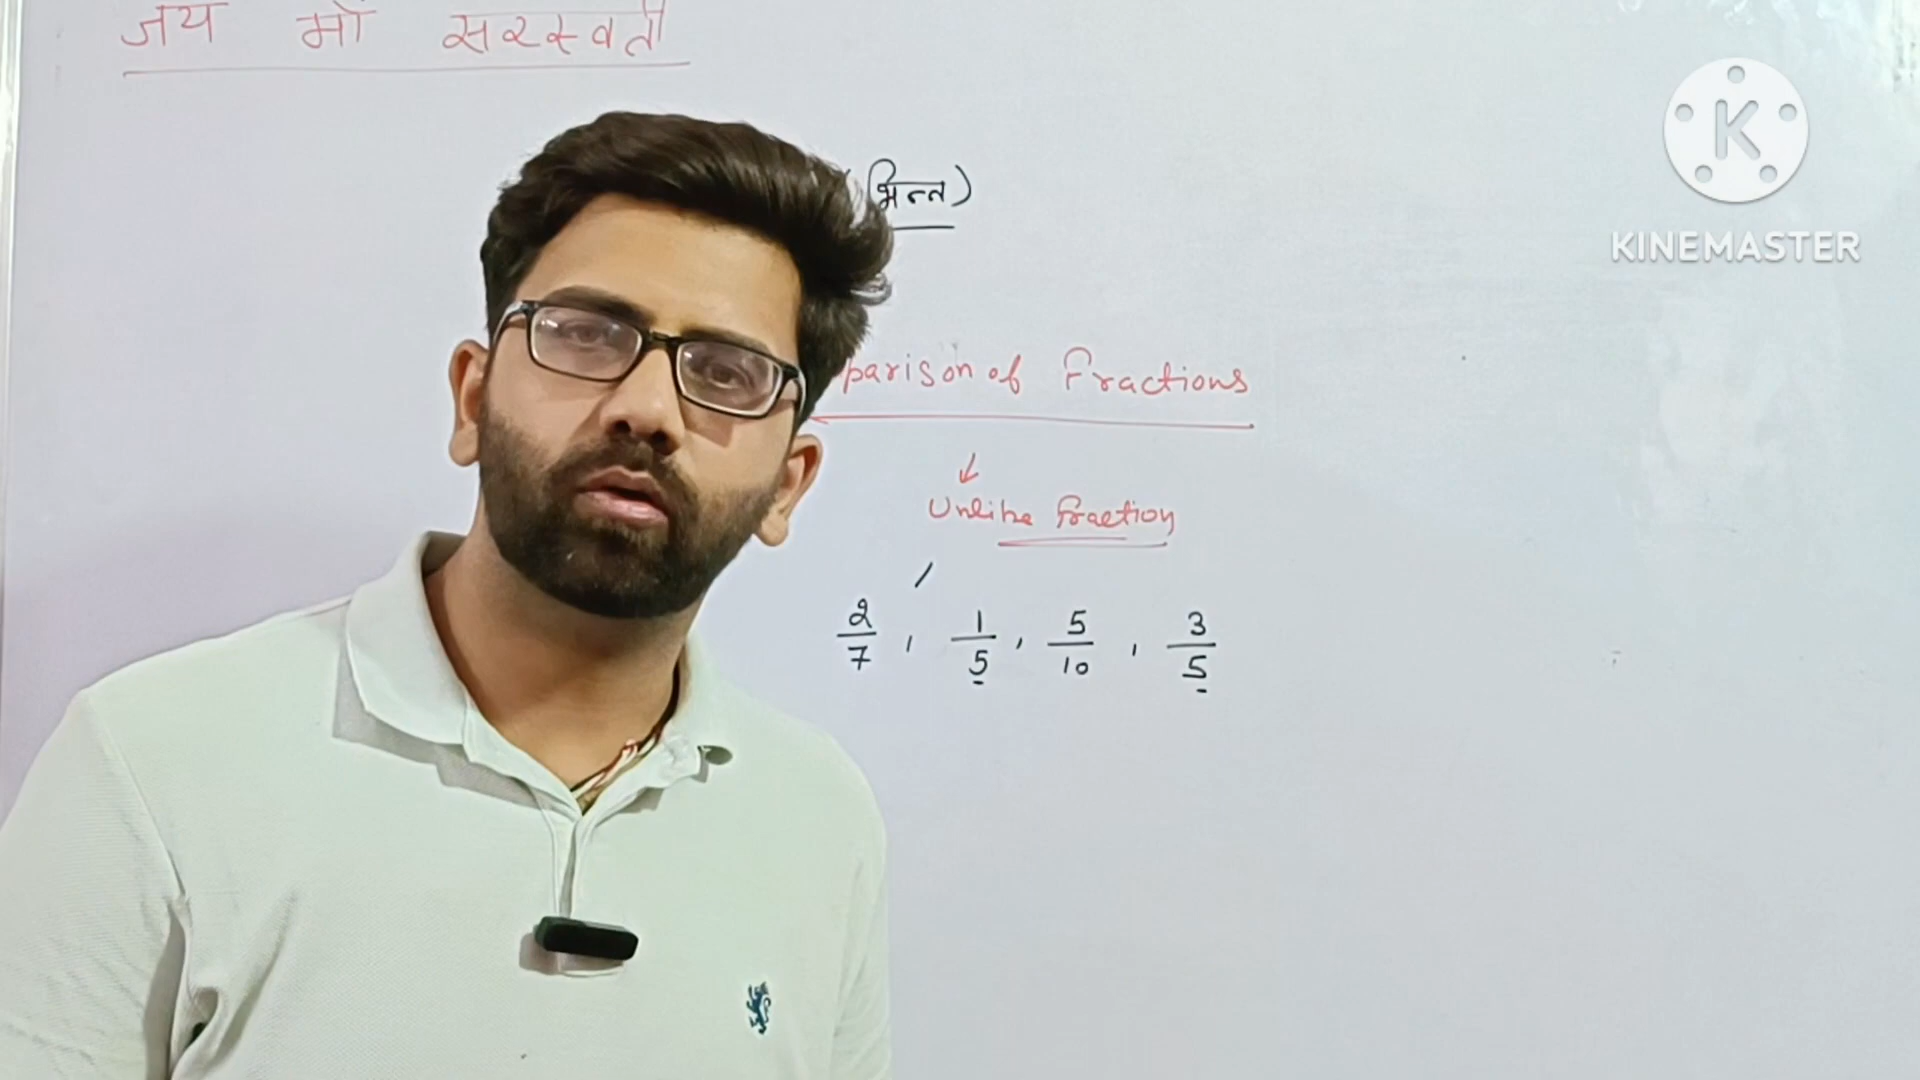 जय माँ सरस्वती
K
KINEMASTER
(भिन्न)
parison of Fractions
↓
Unlike fraction
2/7 , 1/5 , 5/10 , 3/5